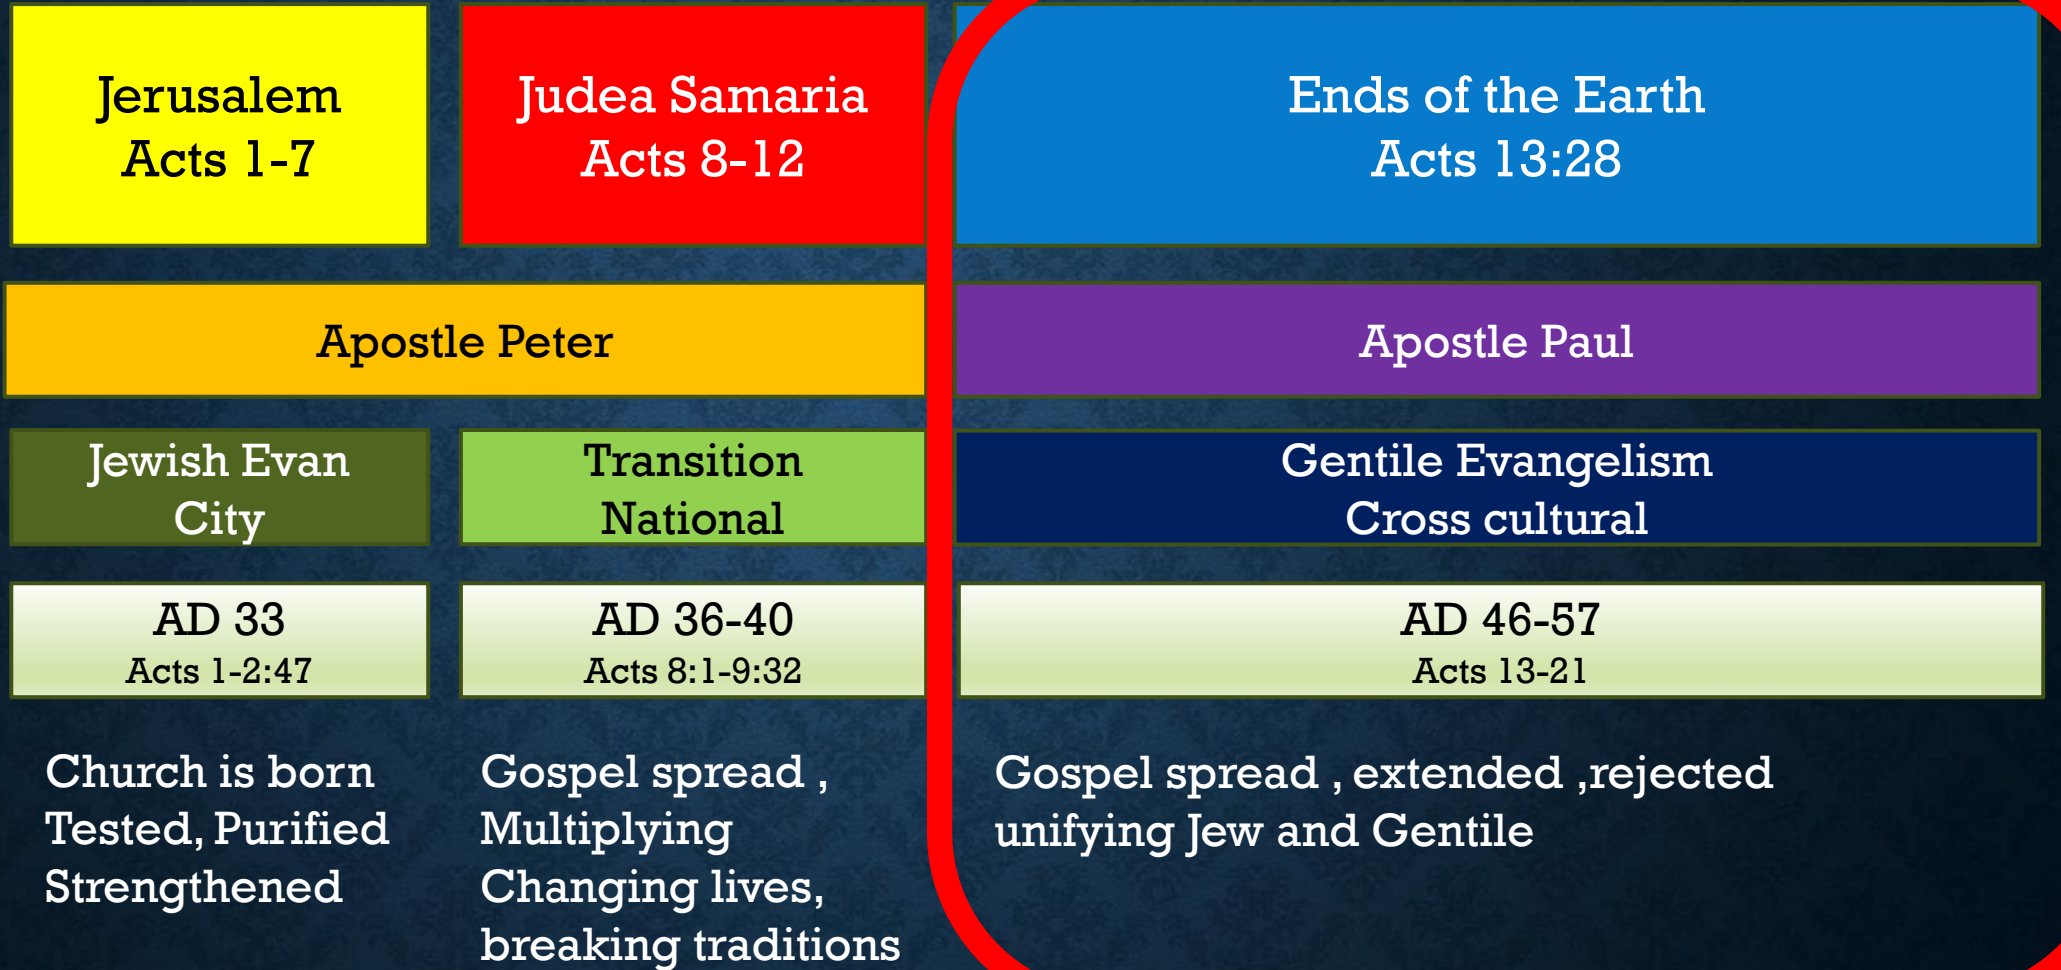 Jerusalem
Acts 1-7
Judea Samaria
Acts 8-12
Ends of the Earth
Acts 13:28
Apostle Peter
Apostle Paul
Jewish Evan
City
Transition
National
Gentile Evangelism
Cross cultural
AD 33
Acts 1-2:47
AD 36-40
Acts 8:1-9:32
AD 46-57
Acts 13-21
Church is born
Tested, Purified
Strengthened
Gospel spread ,
Multiplying
Changing lives,
breaking traditions
Gospel spread , extended ,rejected
unifying Jew and Gentile